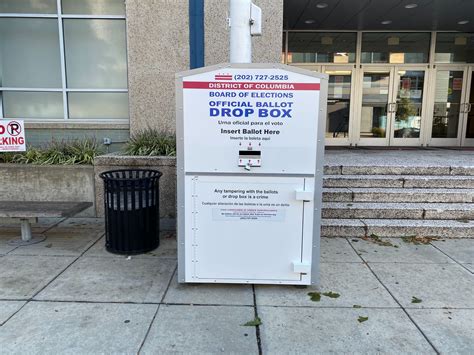 (202) 727-2525
DISTRICT OF COLUMBIA
BOARD OF ELECTIONS
OFFICIAL BALLOT
DROP BOX
Urna oficial para el voto
Insert Ballot Here
Inserte la boleta aquí
Any tampering with the ballots
or drop box is a crime
PARKING